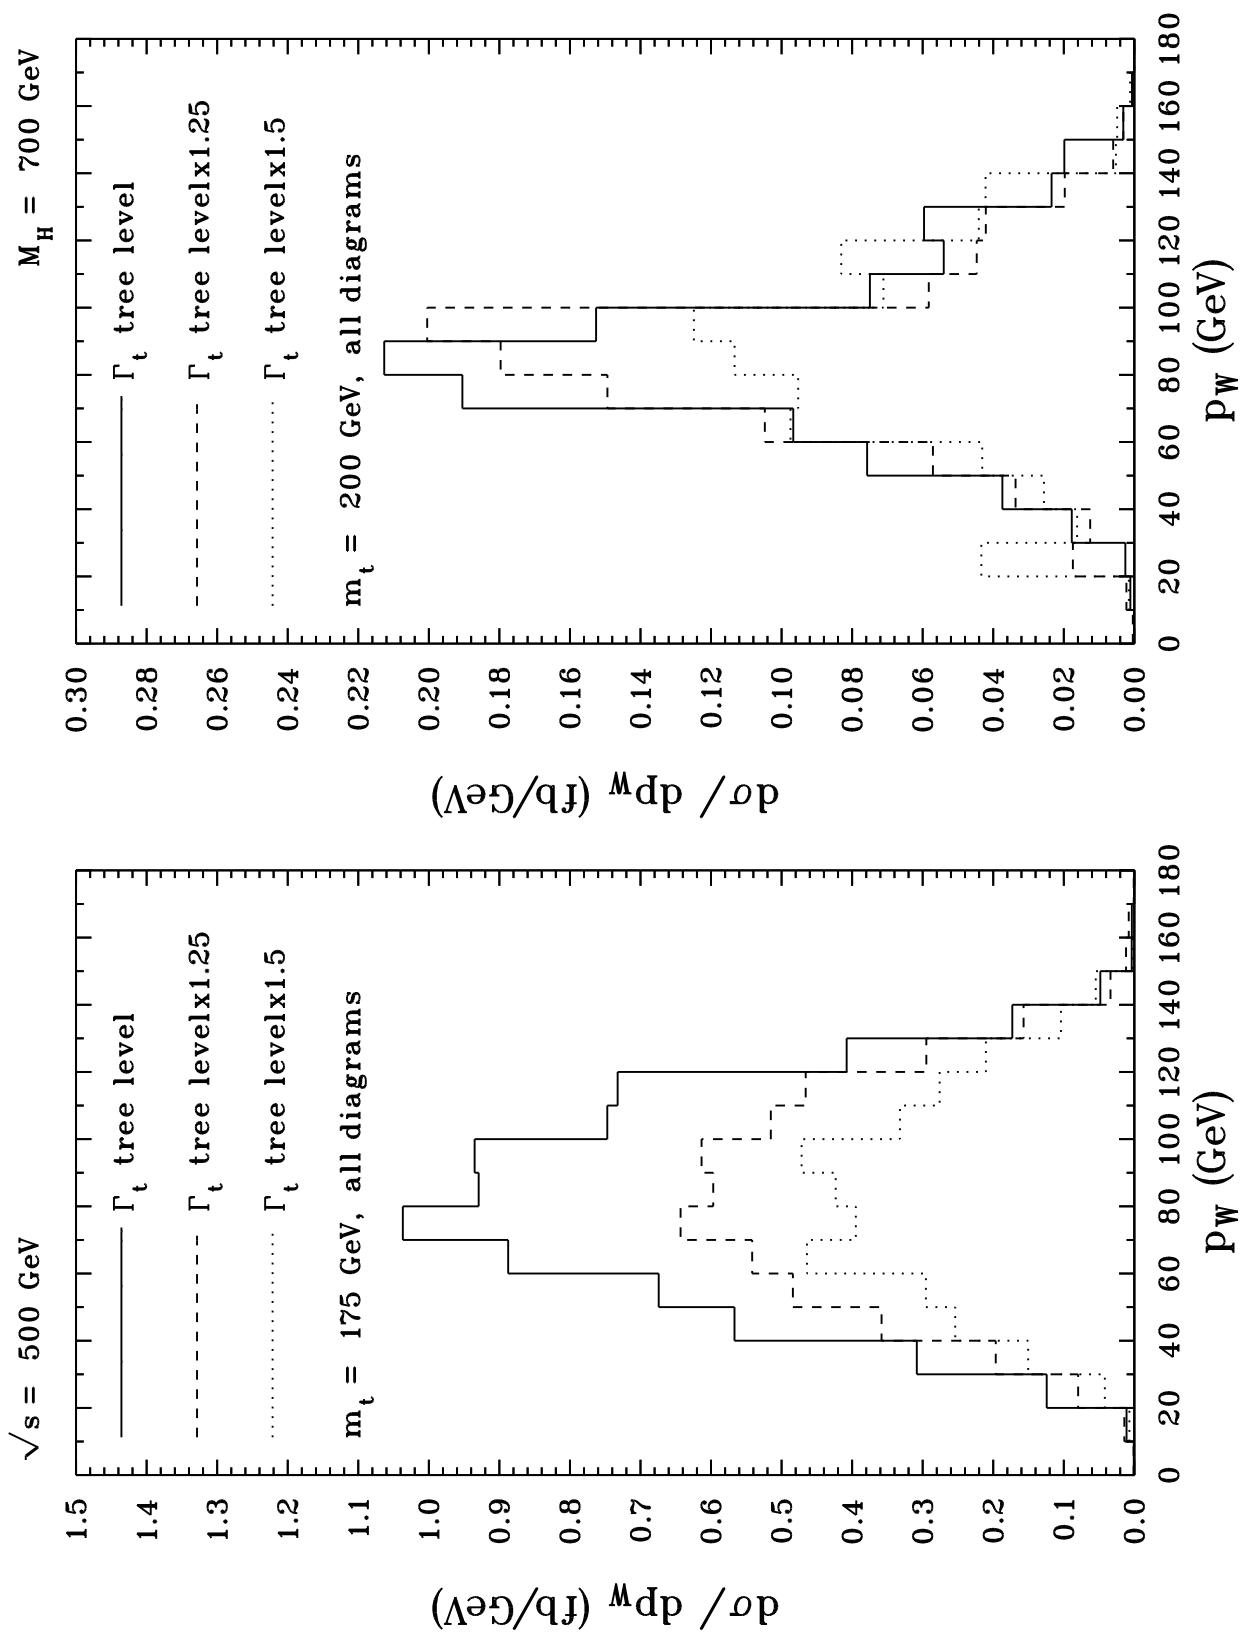 √s = 500 GeV
M_H = 700 GeV
Γ_t tree level
Γ_t tree levelx1.25
Γ_t tree levelx1.5
m_t = 175 GeV, all diagrams
dσ/ dp_W (fb/GeV)
1.5
1.4
1.3
1.2
1.1
1.0
0.9
0.8
0.7
0.6
0.5
0.4
0.3
0.2
0.1
0.0
0 20 40 60 80 100 120 140 160 180
p_W (GeV)
Γ_t tree level
Γ_t tree levelx1.25
Γ_t tree levelx1.5
m_t = 200 GeV, all diagrams
dσ/ dp_W (fb/GeV)
0.30
0.28
0.26
0.24
0.22
0.20
0.18
0.16
0.14
0.12
0.10
0.08
0.06
0.04
0.02
0.00
0 20 40 60 80 100 120 140 160 180
p_W (GeV)